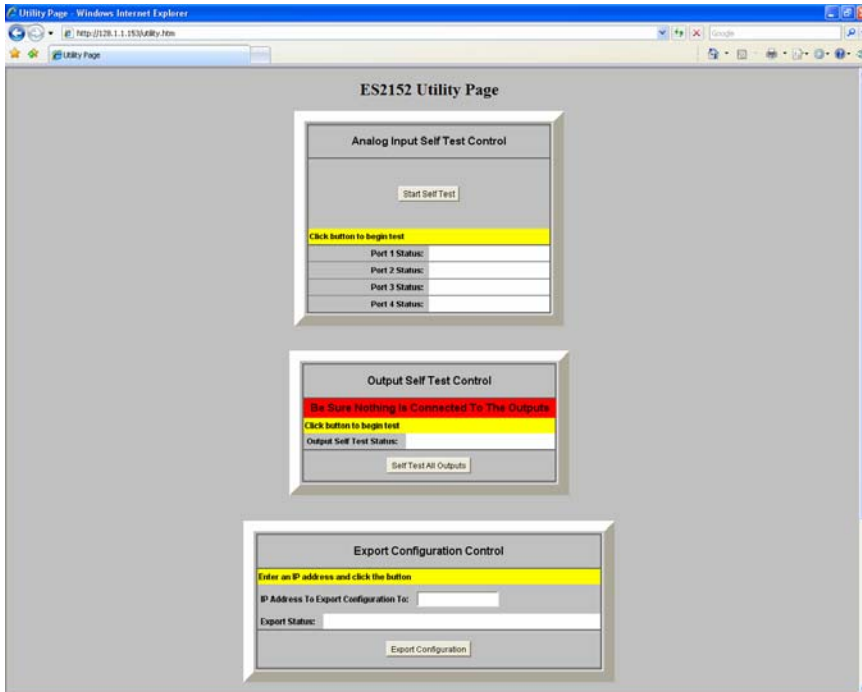 Utility Page - Windows Internet Explorer
http://128.1.1.153/utility.htm
Google
Utility Page
ES2152 Utility Page
Analog Input Self Test Control
Start Self Test
Click button to begin test
Port 1 Status:
Port 2 Status:
Port 3 Status:
Port 4 Status:
Output Self Test Control
Be Sure Nothing Is Connected To The Outputs
Click button to begin test
Output Self Test Status:
Self Test All Outputs
Export Configuration Control
Enter an IP address and click the button
IP Address To Export Configuration To:
Export Status:
Export Configuration